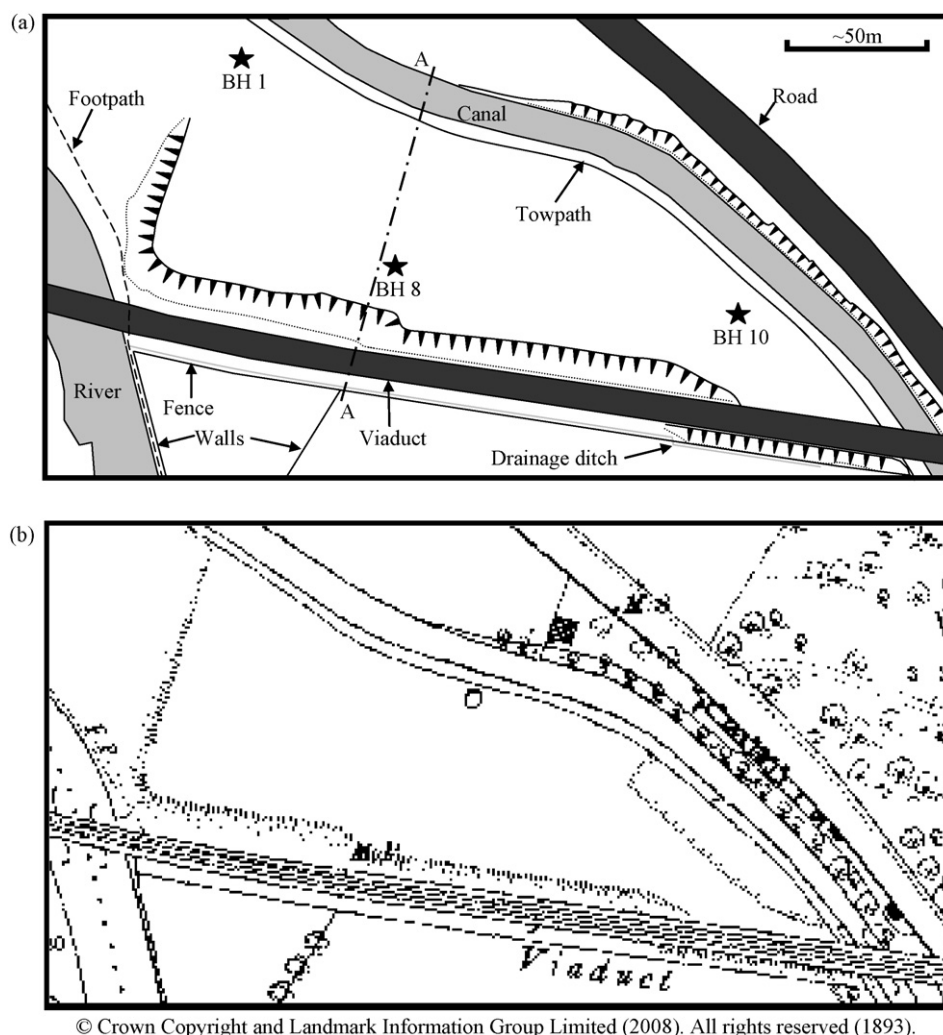 (a)
A
~50m
BH 1
Road
Footpath
Canal
Towpath
BH 8
BH 10
River
Fence
A
Walls
Viaduct
Drainage ditch
(b)
Viaduct
© Crown Copyright and Landmark Information Group Limited (2008). All rights reserved (1893).